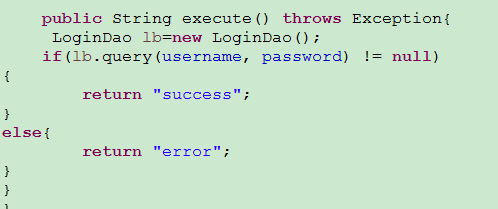 public String execute() throws Exception{
LoginDao lb=new LoginDao();
if(lb.query(username, password) != null)
{
return "success";
}
else{
return "error";
}
}
}